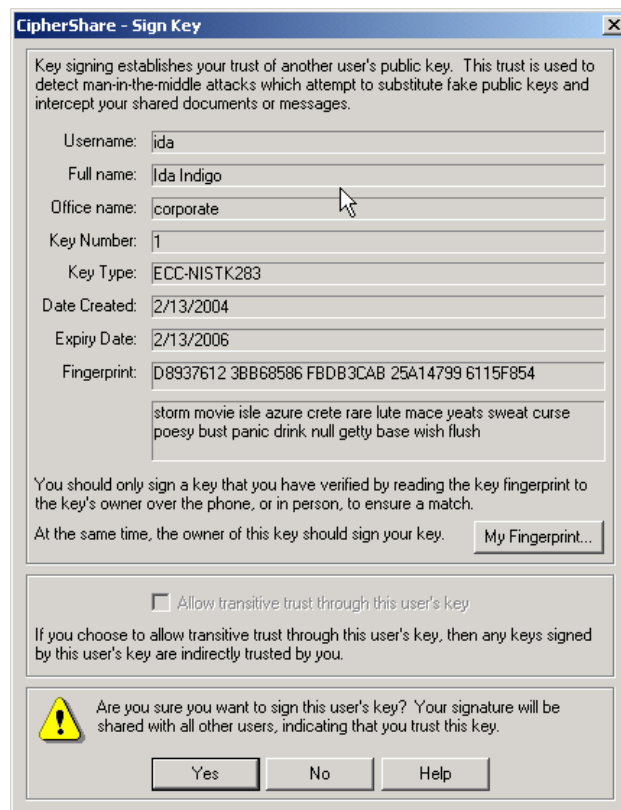 CipherShare - Sign Key
Key signing establishes your trust of another user's public key. This trust is used to
detect man-in-the-middle attacks which attempt to substitute fake public keys and
intercept your shared documents or messages.
Username: ida
Full name: Ida Indigo
Office name: corporate
Key Number: 1
Key Type: ECC-NISTK283
Date Created: 2/13/2004
Expiry Date: 2/13/2006
Fingerprint: D8937612 3BB68586 FBDB3CAB 25A14799 6115F854
storm movie isle azure crete rare lute mace yeats sweat curse
poesy bust panic drink null getty base wish flush
You should only sign a key that you have verified by reading the key fingerprint to
the key's owner over the phone, or in person, to ensure a match.
At the same time, the owner of this key should sign your key. My Fingerprint...
Allow transitive trust through this user's key
If you choose to allow transitive trust through this user's key, then any keys signed
by this user's key are indirectly trusted by you.
Are you sure you want to sign this user's key? Your signature will be
shared with all other users, indicating that you trust this key.
Yes No Help